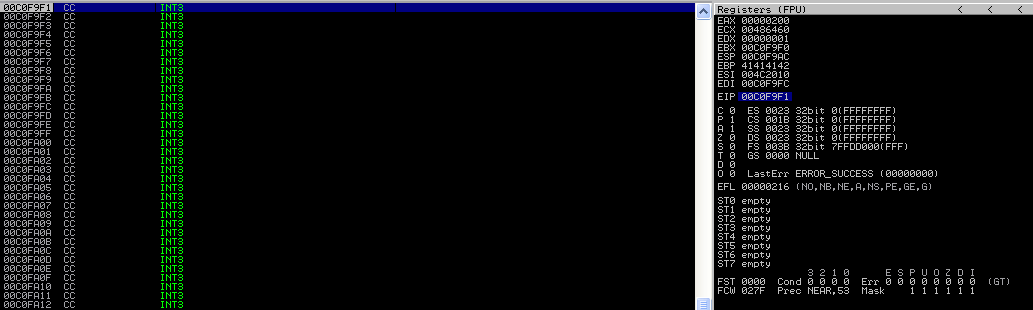 00C0F9F1 CC INT3
00C0F9F2 CC INT3
00C0F9F3 CC INT3
00C0F9F4 CC INT3
00C0F9F5 CC INT3
00C0F9F6 CC INT3
00C0F9F7 CC INT3
00C0F9F8 CC INT3
00C0F9F9 CC INT3
00C0F9FA CC INT3
00C0F9FB CC INT3
00C0F9FC CC INT3
00C0F9FD CC INT3
00C0F9FE CC INT3
00C0F9FF CC INT3
00C0FA00 CC INT3
00C0FA01 CC INT3
00C0FA02 CC INT3
00C0FA03 CC INT3
00C0FA04 CC INT3
00C0FA05 CC INT3
00C0FA06 CC INT3
00C0FA07 CC INT3
00C0FA08 CC INT3
00C0FA09 CC INT3
00C0FA0A CC INT3
00C0FA0B CC INT3
00C0FA0C CC INT3
00C0FA0D CC INT3
00C0FA0E CC INT3
00C0FA0F CC INT3
00C0FA10 CC INT3
00C0FA11 CC INT3
00C0FA12 CC INT3
Registers (FPU) < < <
EAX 00000200
ECX 00486460
EDX 00000001
EBX 00C0F9F0
ESP 00C0F9AC
EBP 41414142
ESI 004C2010
EDI 00C0F9FC
EIP 00C0F9F1
C 0 ES 0023 32bit 0(FFFFFFFF)
P 1 CS 001B 32bit 0(FFFFFFFF)
A 1 SS 0023 32bit 0(FFFFFFFF)
Z 0 DS 0023 32bit 0(FFFFFFFF)
S 0 FS 003B 32bit 7FFDD000(FFF)
T 0 GS 0000 NULL
D 0
O 0 LastErr ERROR_SUCCESS (00000000)
EFL 00000216 (NO,NB,NE,A,NS,PE,GE,G)
ST0 empty
ST1 empty
ST2 empty
ST3 empty
ST4 empty
ST5 empty
ST6 empty
ST7 empty
3 2 1 0 E S P U O Z D I
FST 0000 Cond 0 0 0 0 Err 0 0 0 0 0 0 0 0 (GT)
FCW 027F Prec NEAR,53 Mask 1 1 1 1 1 1